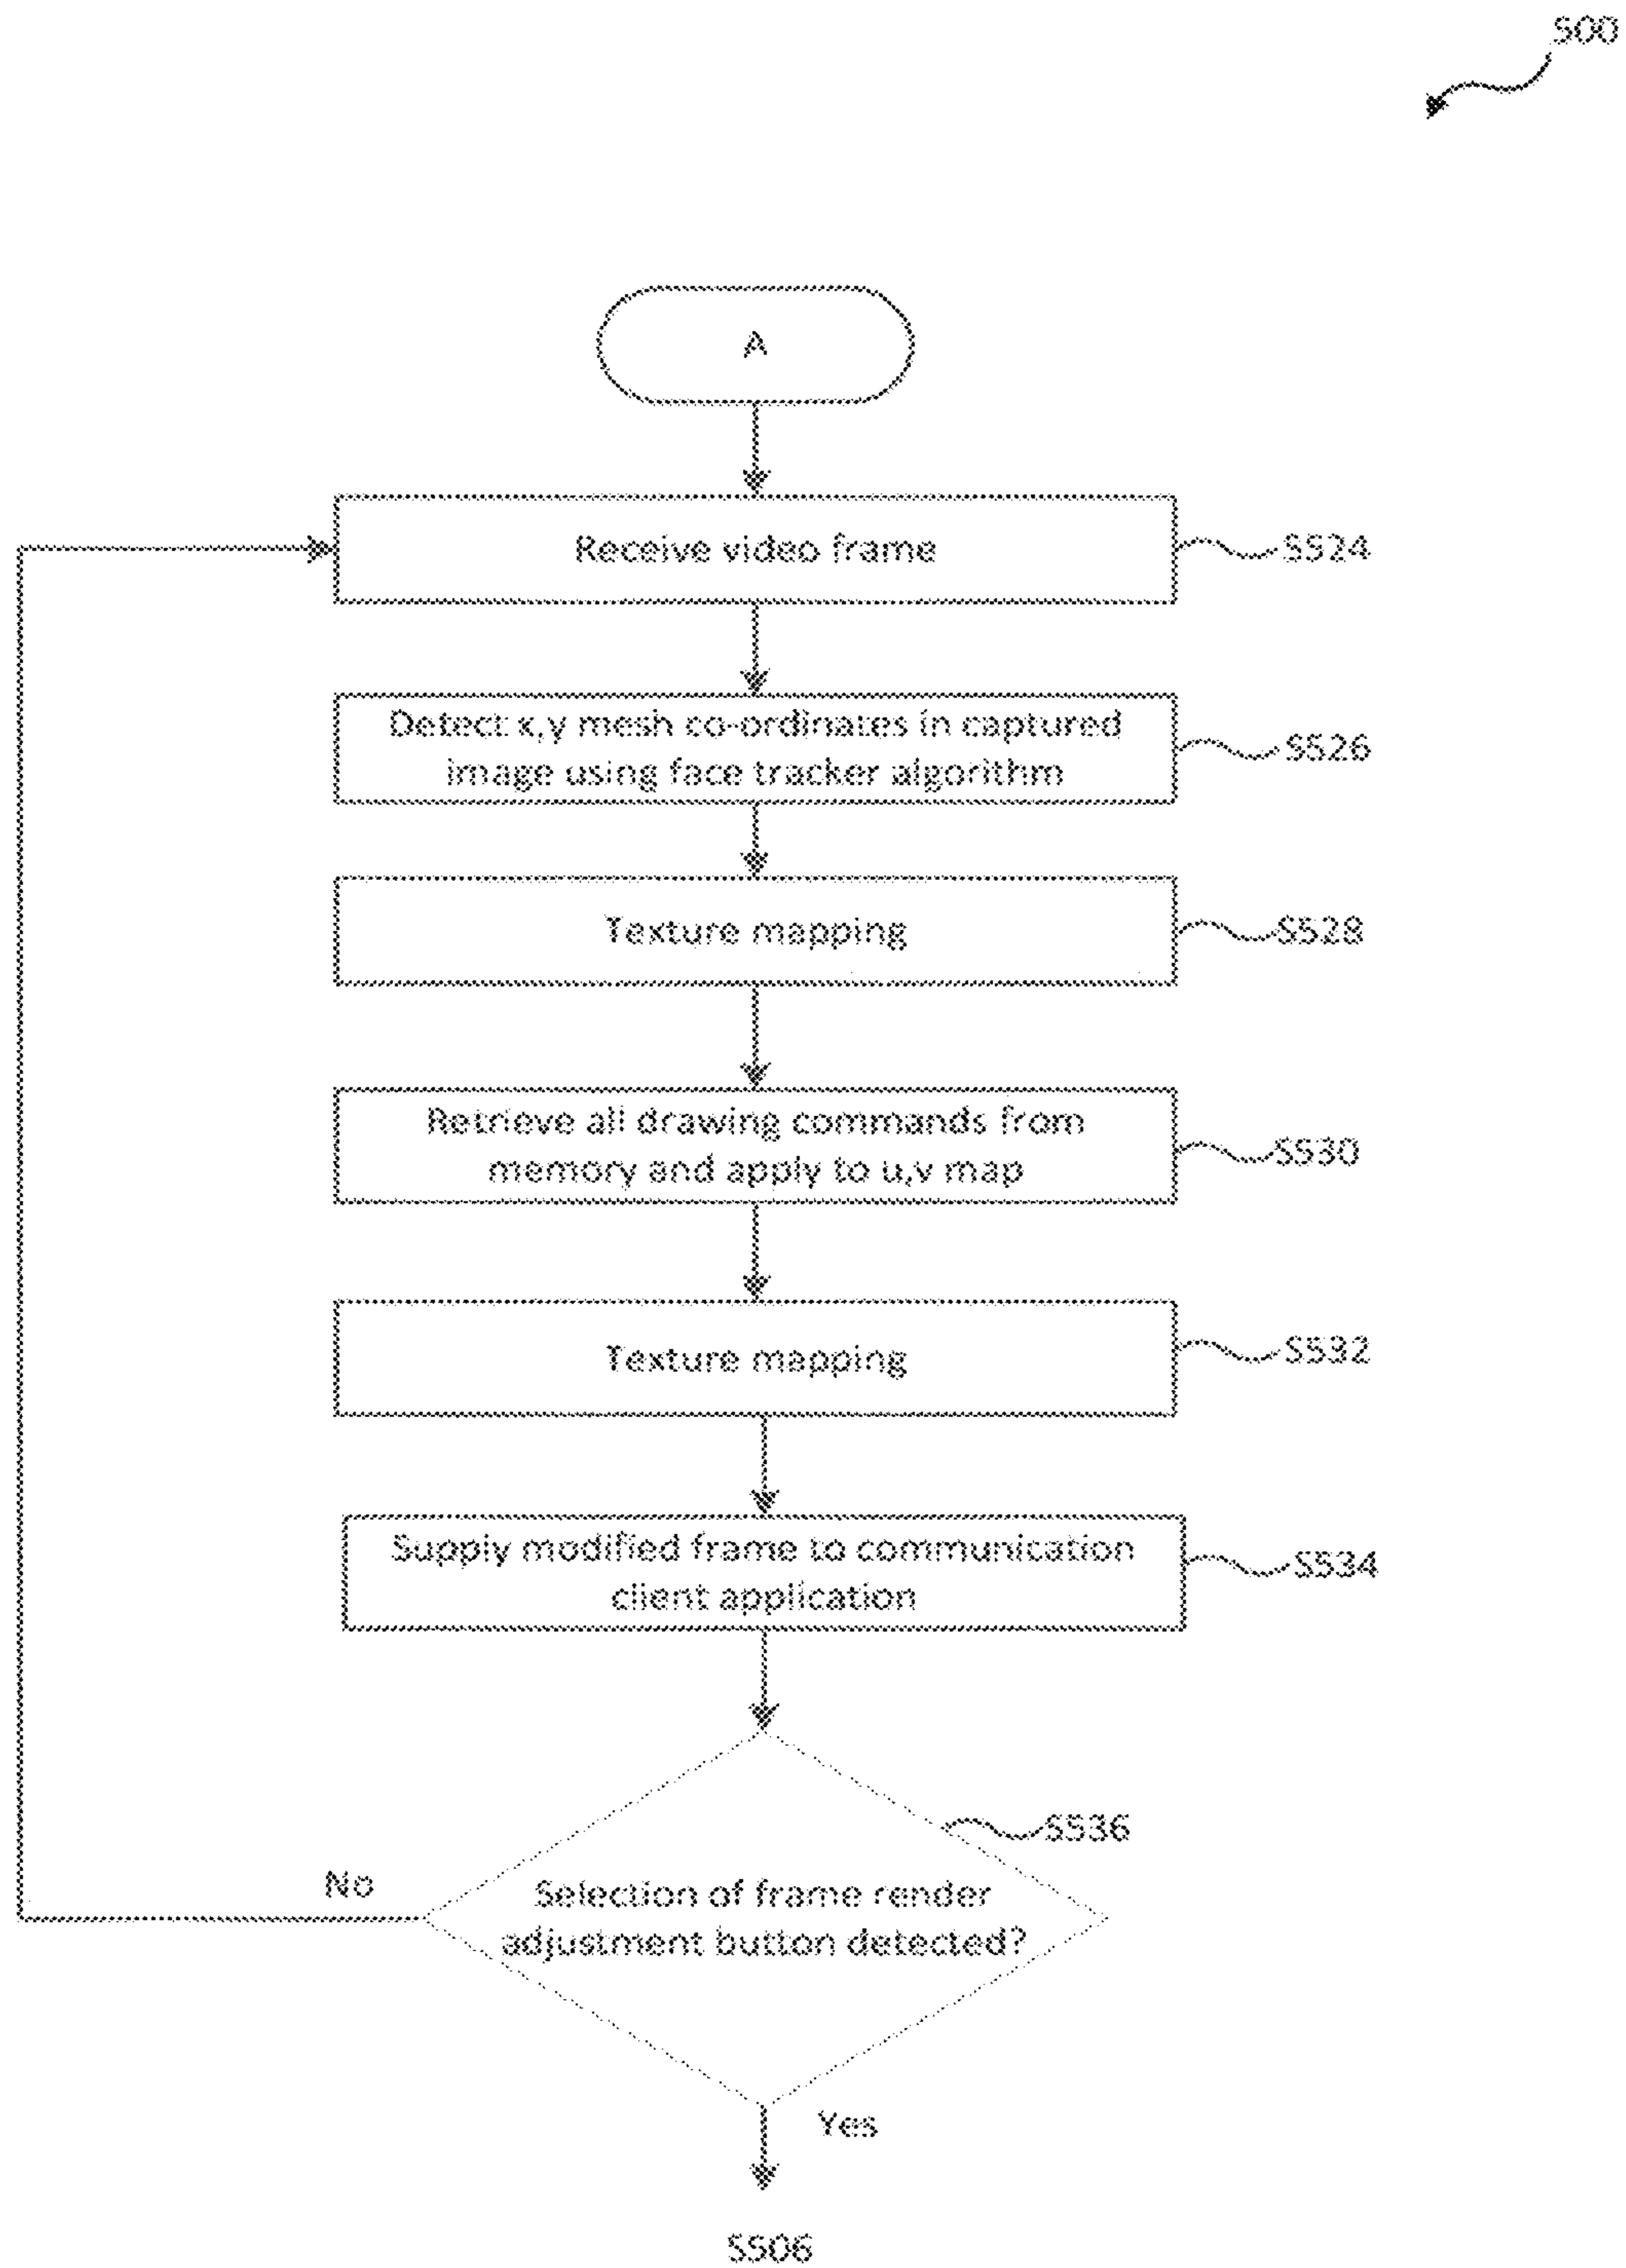 500
A
Receive video frame
S524
Detect x,y mesh co-ordinates in captured
image using face tracker algorithm
S526
Texture mapping
S528
Retrieve all drawing commands from
memory and apply to u,v map
S530
Texture mapping
S532
Supply modified frame to communication
client application
S534
S536
Selection of frame render
adjustment button detected?
No
Yes
S506